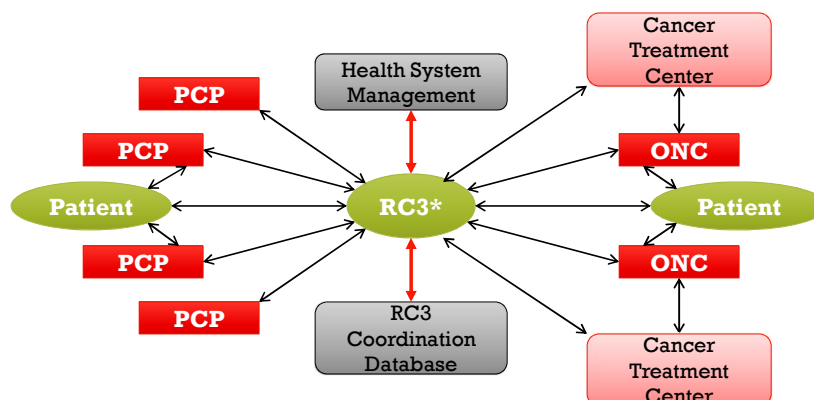 Cancer
Treatment
Center
Health System
Management
PCP
PCP
ONC
Patient
RC3*
Patient
PCP
ONC
PCP
RC3
Coordination
Database
Cancer
Treatment
Center